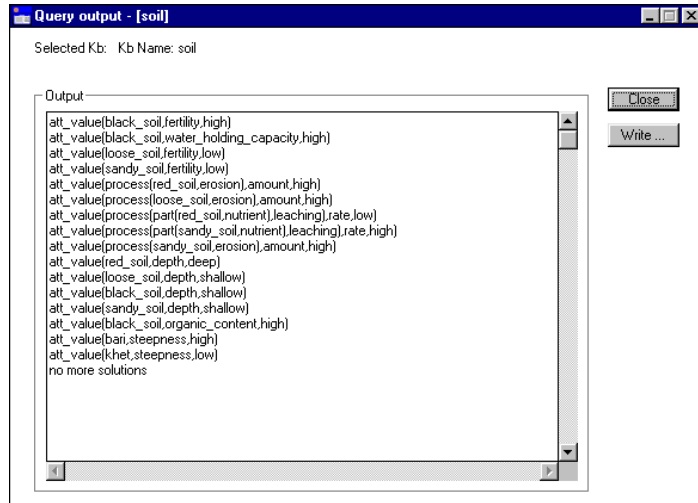 Query output - [soil]
Selected Kb: Kb Name: soil
Output
Close
Write ...
att_value(black_soil,fertility,high)
att_value(black_soil,water_holding_capacity,high)
att_value(loose_soil,fertility,low)
att_value(sandy_soil,fertility,low)
att_value(process(red_soil,erosion),amount,high)
att_value(process(loose_soil,erosion),amount,high)
att_value(process(part(red_soil,nutrient),leaching),rate,low)
att_value(process(part(sandy_soil,nutrient),leaching),rate,high)
att_value(process(sandy_soil,erosion),amount,high)
att_value(red_soil,depth,deep)
att_value(loose_soil,depth,shallow)
att_value(black_soil,depth,shallow)
att_value(sandy_soil,depth,shallow)
att_value(black_soil,organic_content,high)
att_value(bari,steepness,high)
att_value(khet,steepness,low)
no more solutions